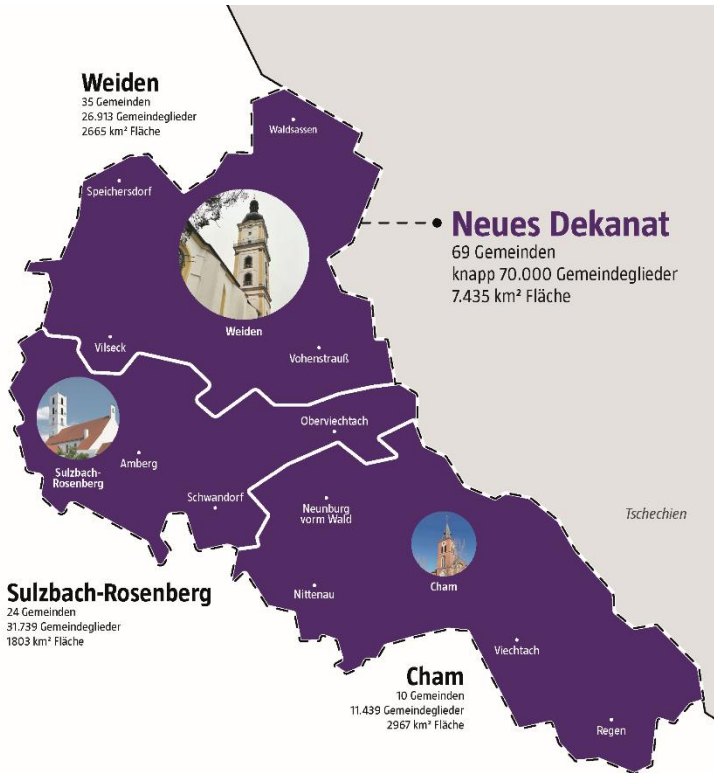 Weiden
35 Gemeinden
26.913 Gemeindeglieder
2665 km² Fläche
Waldsassen
Speichersdorf
Neues Dekanat
69 Gemeinden
knapp 70.000 Gemeindeglieder
7.435 km² Fläche
Weiden
Vilseck
Vohenstrauß
Oberviechtach
Amberg
Sulzbach-
Rosenberg
Schwandorf
Neunburg
vorm Wald
Tschechien
Cham
Nittenau
Sulzbach-Rosenberg
24 Gemeinden
31.739 Gemeindeglieder
1803 km² Fläche
Viechtach
Cham
10 Gemeinden
11.439 Gemeindeglieder
2967 km² Fläche
Regen